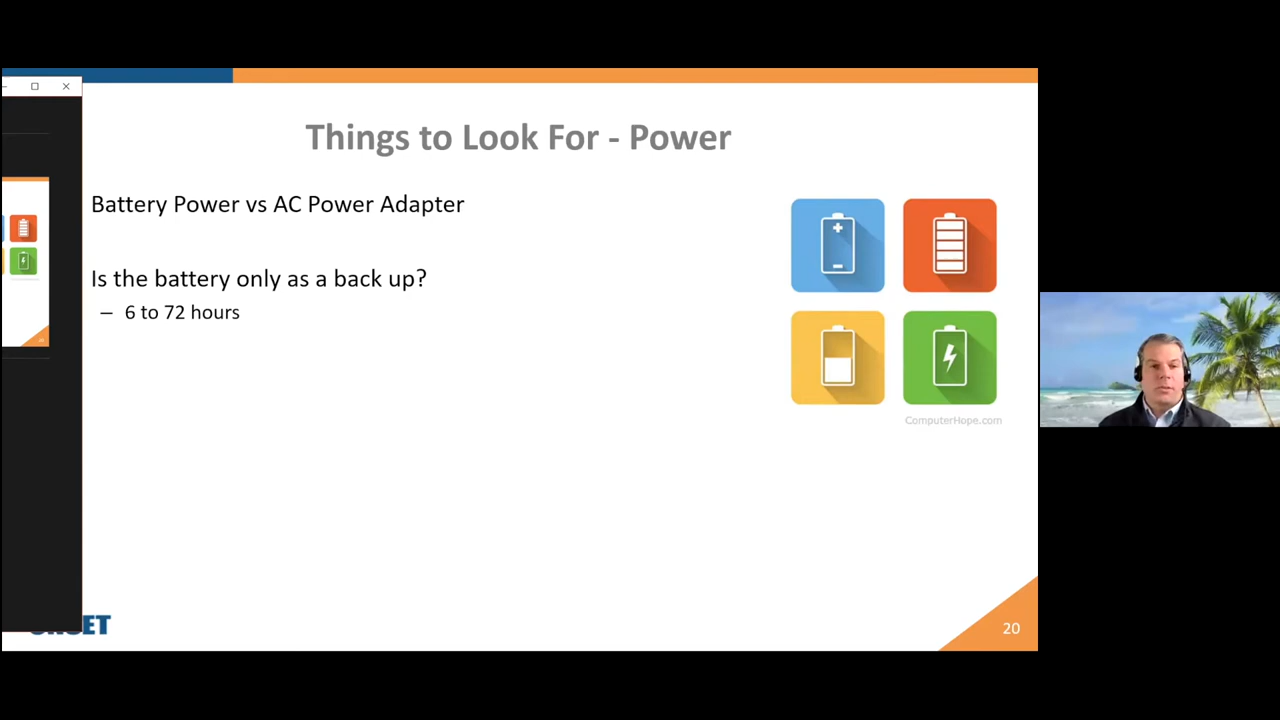 Things to Look For - Power
Battery Power vs AC Power Adapter
Is the battery only as a back up?
– 6 to 72 hours
ComputerHope.com
20